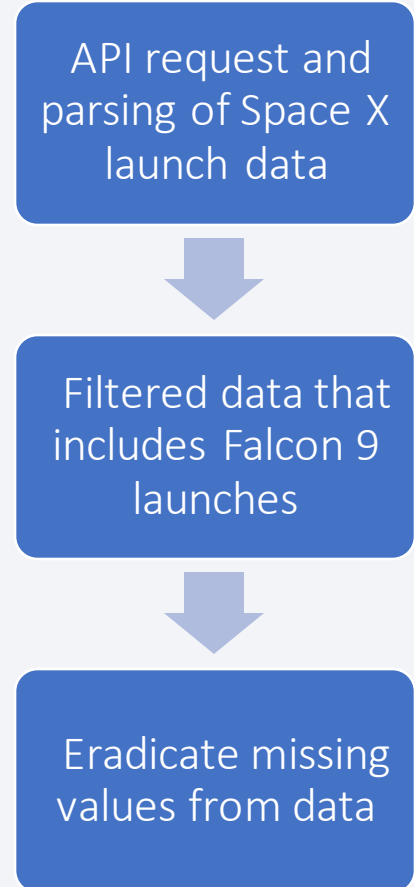 API request and
parsing of Space X
launch data
Filtered data that
includes Falcon 9
launches
Eradicate missing
values from data